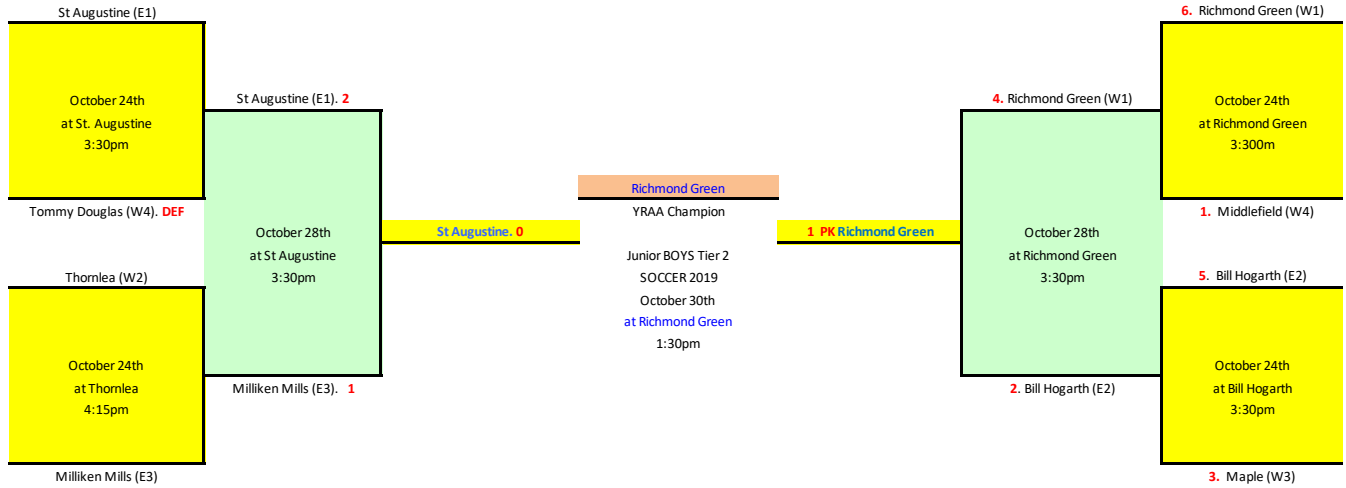 St Augustine (E1)
October 24th
at St. Augustine
3:30pm
Tommy Douglas (W4). DEF
Thornlea (W2)
October 24th
at Thornlea
4:15pm
Milliken Mills (E3)
St Augustine (E1). 2
October 28th
at St Augustine
3:30pm
Milliken Mills (E3). 1
St Augustine. 0
Richmond Green
YRAA Champion
Junior BOYS Tier 2
SOCCER 2019
October 30th
at Richmond Green
1:30pm
1 PK Richmond Green
4. Richmond Green (W1)
October 28th
at Richmond Green
3:30pm
2. Bill Hogarth (E2)
6. Richmond Green (W1)
October 24th
at Richmond Green
3:300m
1. Middlefield (W4)
5. Bill Hogarth (E2)
October 24th
at Bill Hogarth
3:30pm
3. Maple (W3)